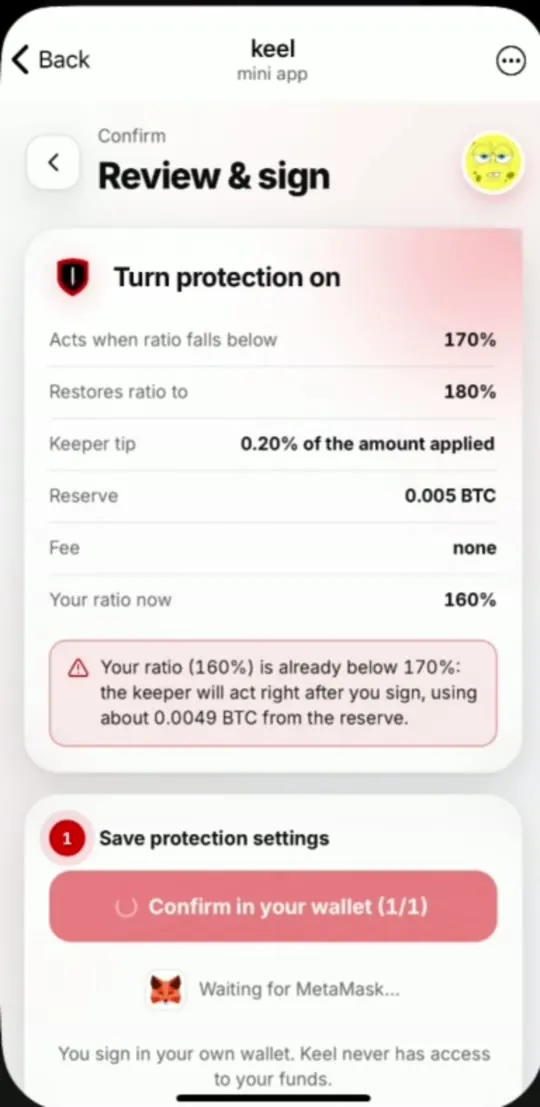 Back
keel
mini app
Confirm
Review & sign
Turn protection on
Acts when ratio falls below 170%
Restores ratio to 180%
Keeper tip 0.20% of the amount applied
Reserve 0.005 BTC
Fee none
Your ratio now 160%
Your ratio (160%) is already below 170%:
the keeper will act right after you sign, using
about 0.0049 BTC from the reserve.
1 Save protection settings
Confirm in your wallet (1/1)
Waiting for MetaMask...
You sign in your own wallet. Keel never has access
to your funds.